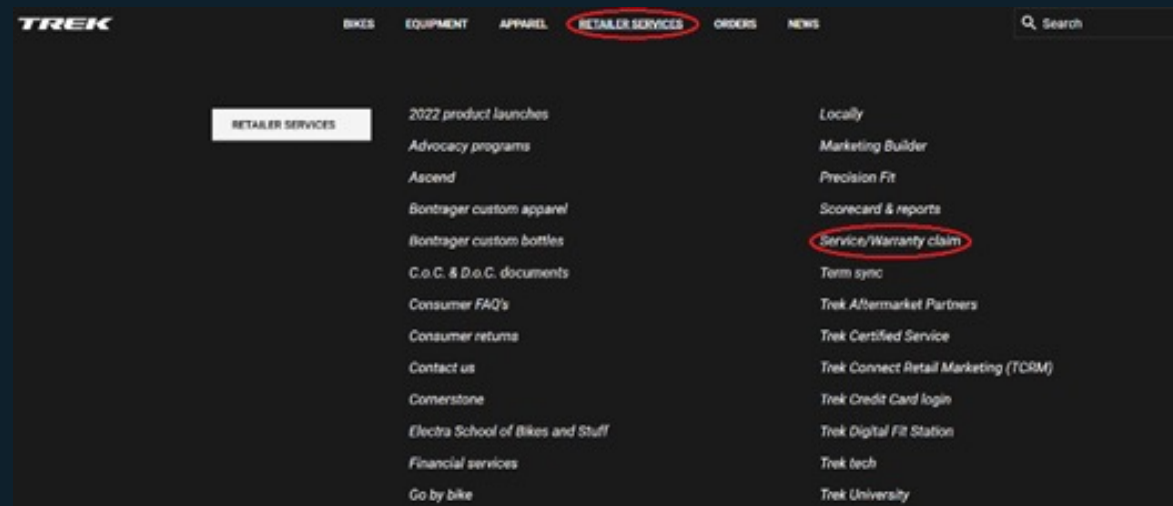 TREK
BIKES EQUIPMENT APPAREL RETAILER SERVICES ORDERS NEWS Search
RETAILER SERVICES
2022 product launches
Advocacy programs
Ascend
Bontrager custom apparel
Bontrager custom bottles
C.o.C. & D.o.C. documents
Consumer FAQ's
Consumer returns
Contact us
Cornerstone
Electra School of Bikes and Stuff
Financial services
Go by bike
Locally
Marketing Builder
Precision Fit
Scorecard & reports
Service/Warranty claim
Term sync
Trek Aftermarket Partners
Trek Certified Service
Trek Connect Retail Marketing (TCRM)
Trek Credit Card login
Trek Digital Fit Station
Trek tech
Trek University